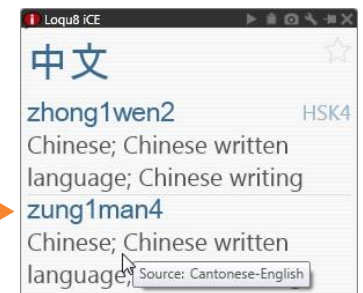 Loqu8 iCE
中文
zhong1wen2 HSK4
Chinese; Chinese written
language; Chinese writing
zung1man4
Chinese; Chinese written
language;
Source: Cantonese-English